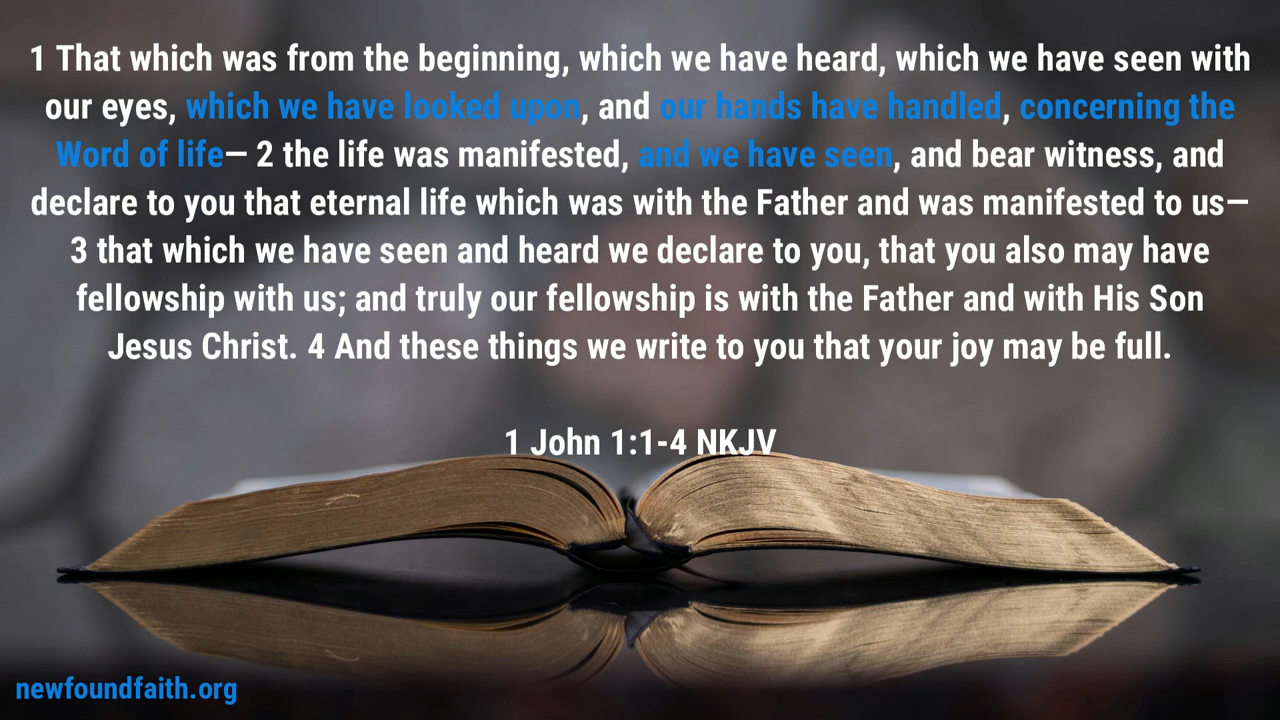 1 That which was from the beginning, which we have heard, which we have seen with
our eyes, which we have looked upon, and our hands have handled, concerning the
Word of life— 2 the life was manifested, and we have seen, and bear witness, and
declare to you that eternal life which was with the Father and was manifested to us—
3 that which we have seen and heard we declare to you, that you also may have
fellowship with us; and truly our fellowship is with the Father and with His Son
Jesus Christ. 4 And these things we write to you that your joy may be full.
1 John 1:1-4 NKJV
newfoundfaith.org